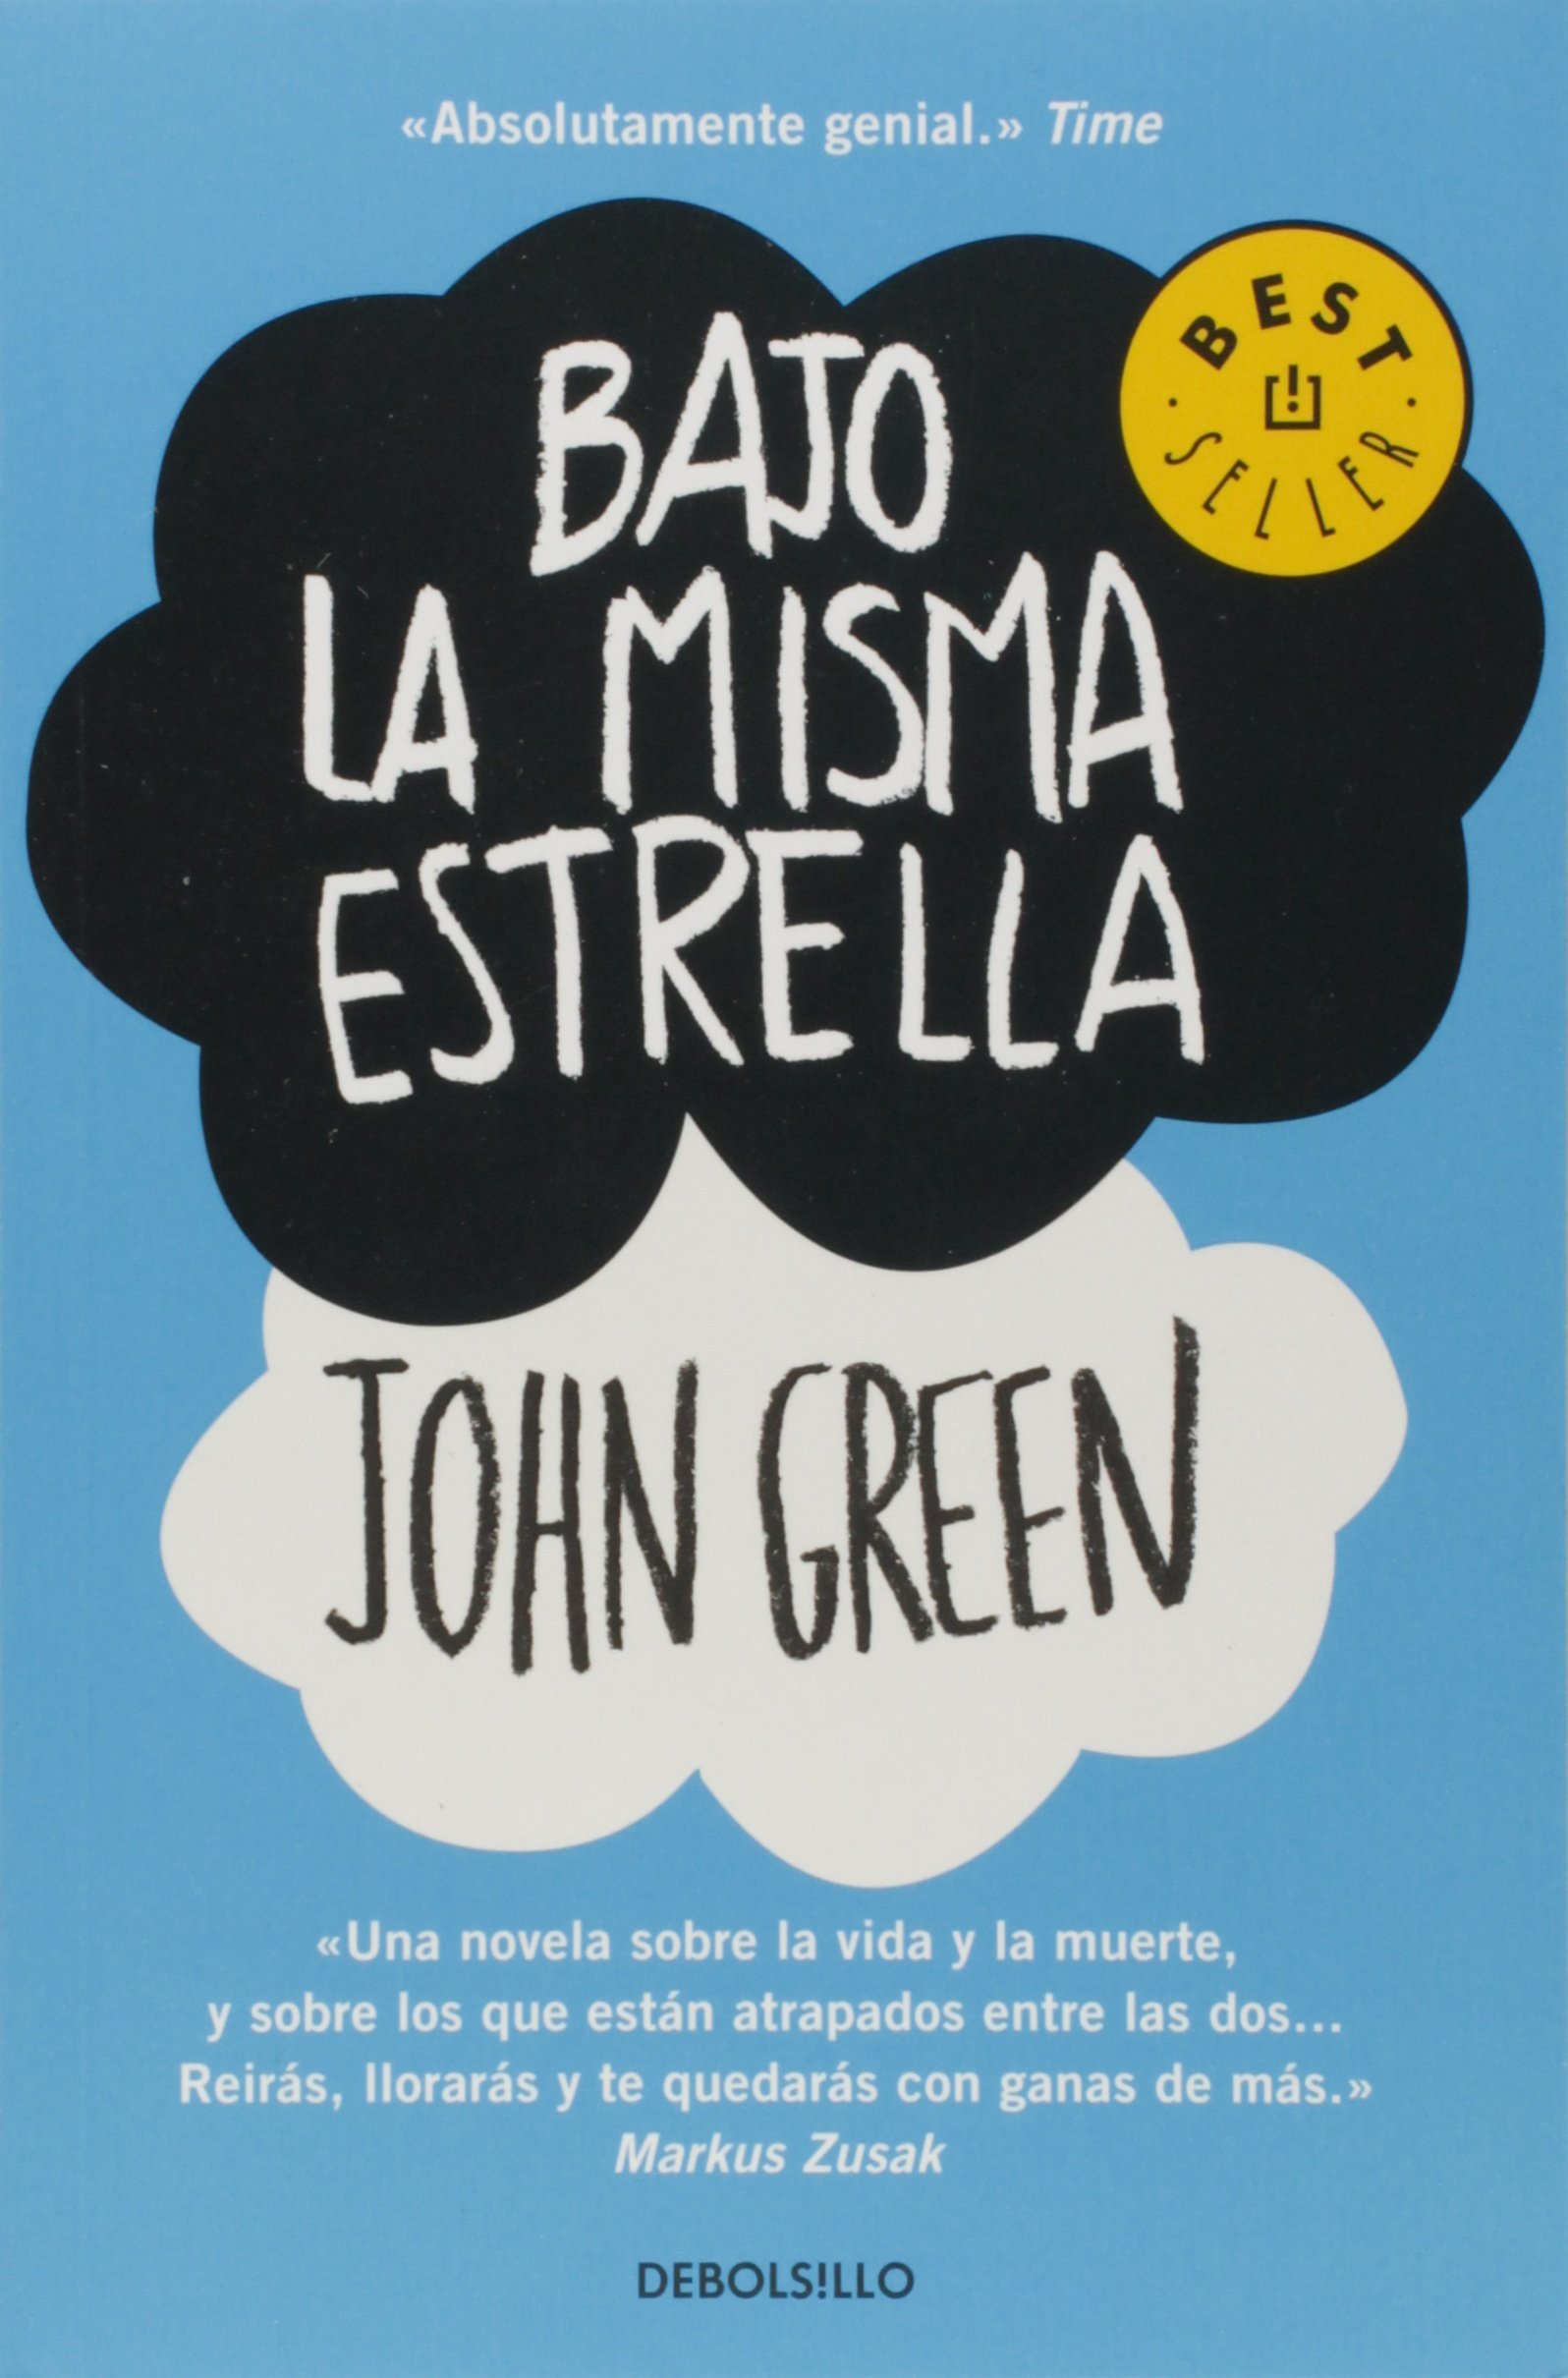 «Absolutamente genial.» Time
BEST
SELLER
BAJO
LA MISMA
ESTRELLA
JOHN GREEN
«Una novela sobre la vida y la muerte,
y sobre los que están atrapados entre las dos...
Reirás, llorarás y te quedarás con ganas de más.»
Markus Zusak
DEBOLS!LLO